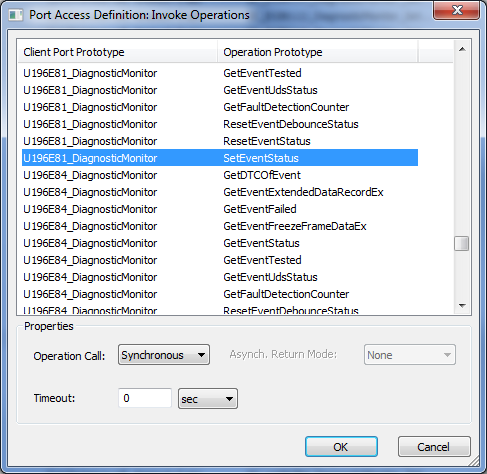 Port Access Definition: Invoke Operations
Client Port Prototype Operation Prototype
U196E81_DiagnosticMonitor GetEventTested
U196E81_DiagnosticMonitor GetEventUdsStatus
U196E81_DiagnosticMonitor GetFaultDetectionCounter
U196E81_DiagnosticMonitor ResetEventDebounceStatus
U196E81_DiagnosticMonitor ResetEventStatus
U196E81_DiagnosticMonitor SetEventStatus
U196E84_DiagnosticMonitor GetDTCOfEvent
U196E84_DiagnosticMonitor GetEventExtendedDataRecordEx
U196E84_DiagnosticMonitor GetEventFailed
U196E84_DiagnosticMonitor GetEventFreezeFrameDataEx
U196E84_DiagnosticMonitor GetEventStatus
U196E84_DiagnosticMonitor GetEventTested
U196E84_DiagnosticMonitor GetEventUdsStatus
U196E84_DiagnosticMonitor GetFaultDetectionCounter
U196E84_DiagnosticMonitor ResetEventDebounceStatus
Properties
Operation Call: Synchronous Asynch. Return Mode: None
Timeout: 0 sec
OK Cancel